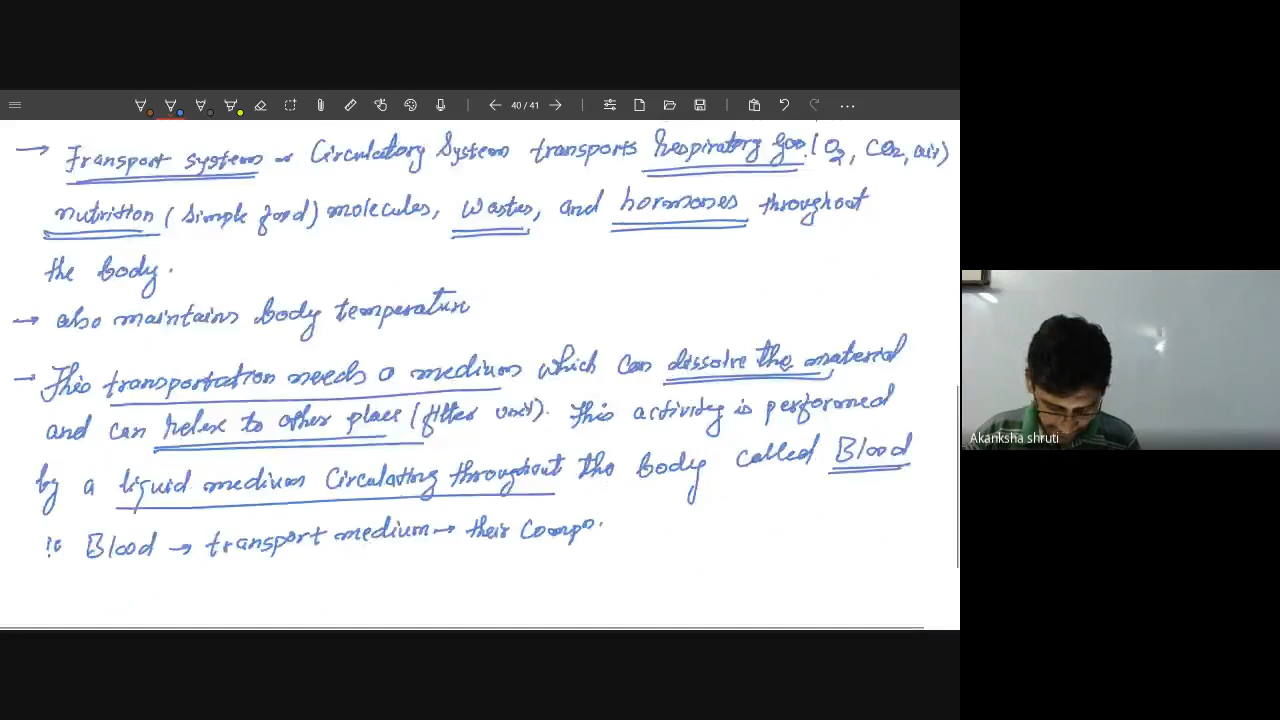 40 / 41
→ Transport system → Circulatory System transports Respiratory gas. ( O2, CO2, air)
nutrition ( Simple food) molecules, wastes, and hormones throughout
the body.
→ also maintains body temperature
→ This transportation needs a medium which can dissolve the material
and can relese to other place ( filter unit). This activitey is performed
by a liquid medium Circulating throughout the body called Blood
Blood → transport medium → their Compo.
Akanksha shruti